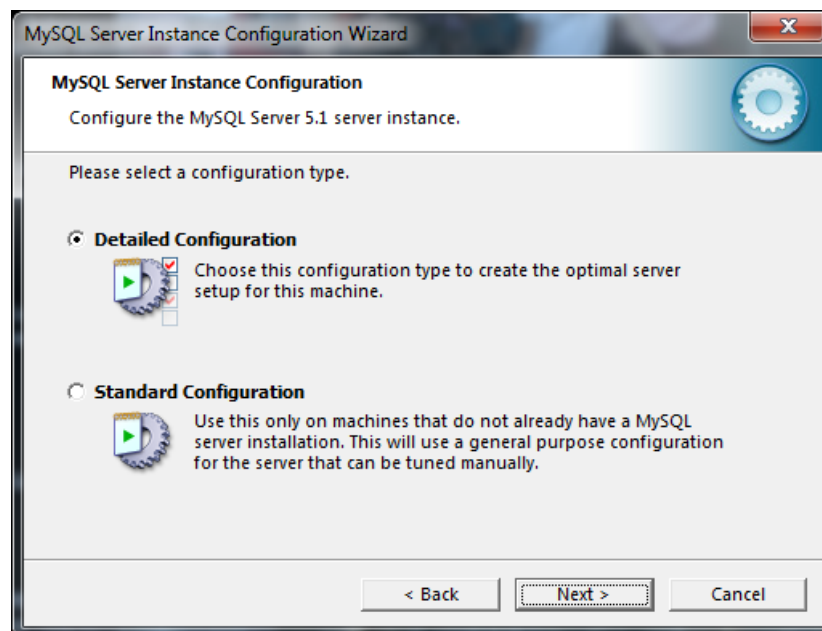 MySQL Server Instance Configuration Wizard
MySQL Server Instance Configuration
Configure the MySQL Server 5.1 server instance.
Please select a configuration type.
Detailed Configuration
Choose this configuration type to create the optimal server
setup for this machine.
Standard Configuration
Use this only on machines that do not already have a MySQL
server installation. This will use a general purpose configuration
for the server that can be tuned manually.
< Back
Next >
Cancel